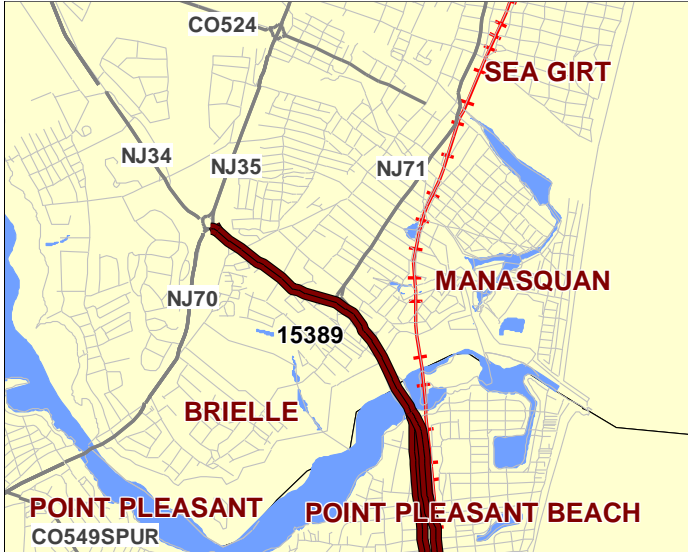 CO524
SEA GIRT
NJ34
NJ35
NJ71
MANASQUAN
NJ70
15389
BRIELLE
POINT PLEASANT
POINT PLEASANT BEACH
CO549SPUR